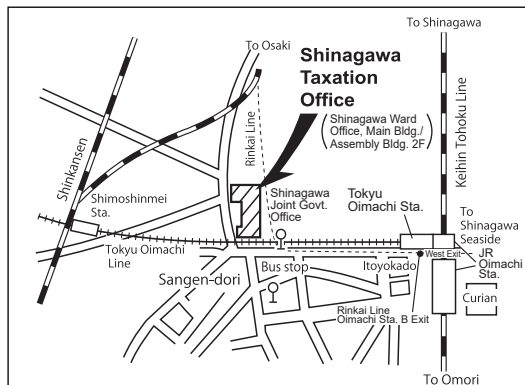 To Shinagawa
To Osaki
Shinagawa
Taxation
Office
(Shinagawa Ward
Office, Main Bldg./
Assembly Bldg. 2F)
Keihin Tohoku Line
Rinkai Line
Shinkansen
Shimoshinmei
Sta.
Shinagawa
Joint Govt.
Office
Tokyu
Oimachi Sta.
To
Shinagawa
Seaside
Tokyu Oimachi
Line
West Exit
JR
Oimachi
Sta.
Sangen-dori
Bus stop
Itoyokado
Curian
Rinkai Line
Oimachi Sta. B Exit
To Omori